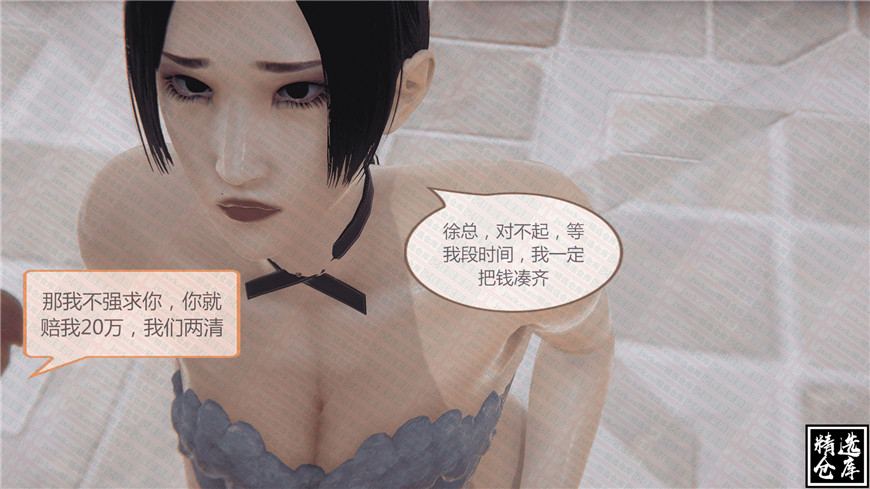 徐总，对不起，等
我段时间，我一定
把钱凑齐
那我不强求你，你就
赔我20万，我们两清
精选
仓库